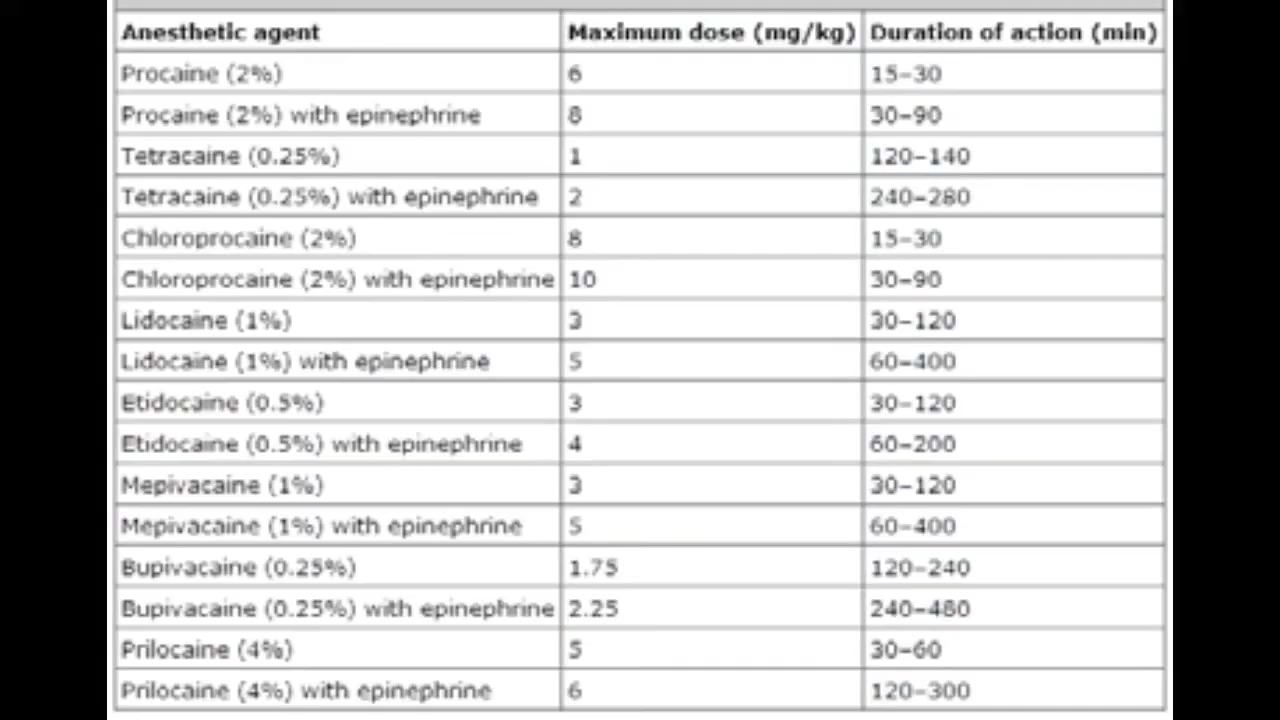 Anesthetic agent Maximum dose (mg/kg) Duration of action (min)
Procaine (2%) 6 15–30
Procaine (2%) with epinephrine 8 30–90
Tetracaine (0.25%) 1 120–140
Tetracaine (0.25%) with epinephrine 2 240–280
Chloroprocaine (2%) 8 15–30
Chloroprocaine (2%) with epinephrine 10 30–90
Lidocaine (1%) 3 30–120
Lidocaine (1%) with epinephrine 5 60–400
Etidocaine (0.5%) 3 30–120
Etidocaine (0.5%) with epinephrine 4 60–200
Mepivacaine (1%) 3 30–120
Mepivacaine (1%) with epinephrine 5 60–400
Bupivacaine (0.25%) 1.75 120–240
Bupivacaine (0.25%) with epinephrine 2.25 240–480
Prilocaine (4%) 5 30–60
Prilocaine (4%) with epinephrine 6 120–300